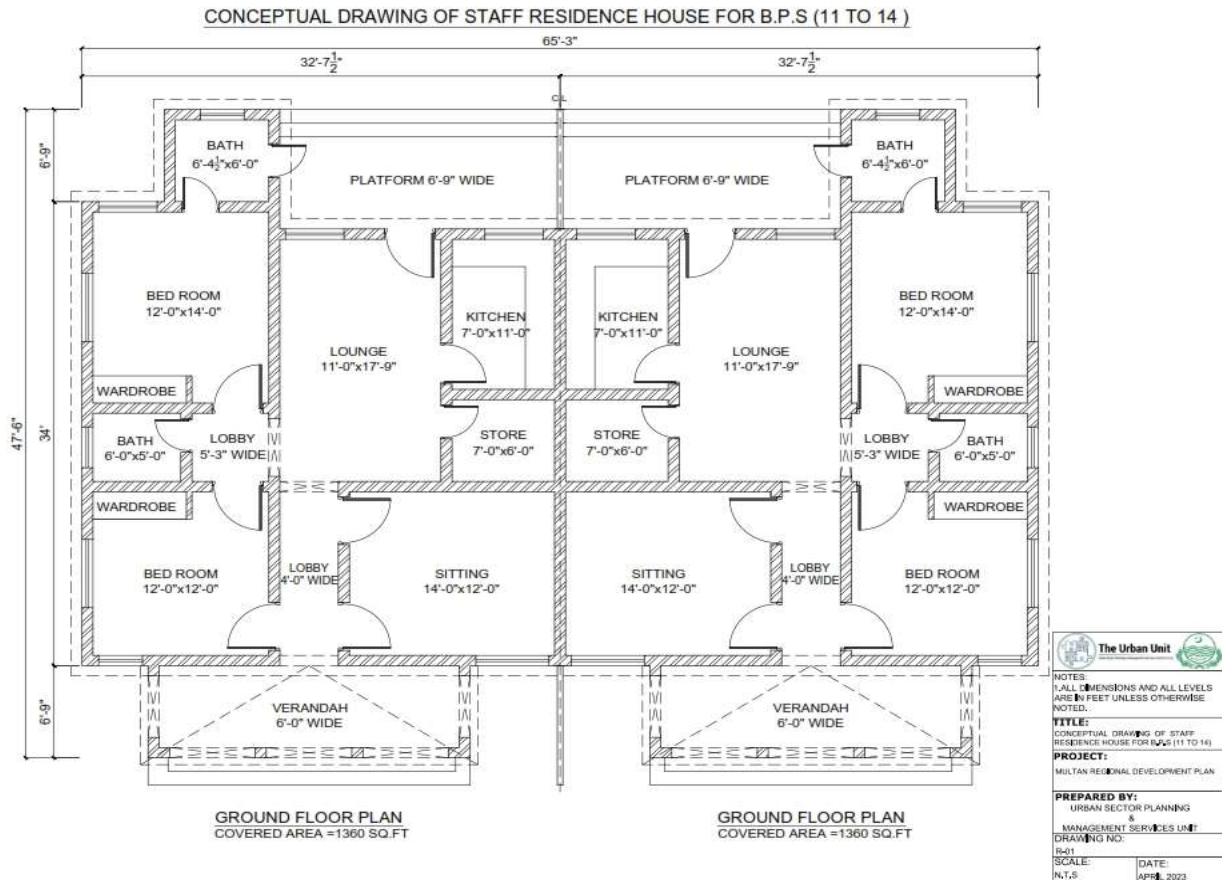 CONCEPTUAL DRAWING OF STAFF RESIDENCE HOUSE FOR B.P.S (11 TO 14 )
65'-3"
32'-7½"
32'-7½"
C L
6'-9"
34'
6'-9"
47'-6"
BATH
6'-4½"x6'-0"
PLATFORM 6'-9" WIDE
PLATFORM 6'-9" WIDE
BATH
6'-4½"x6'-0"
BED ROOM
12'-0"x14'-0"
LOUNGE
11'-0"x17'-9"
KITCHEN
7'-0"x11'-0"
KITCHEN
7'-0"x11'-0"
LOUNGE
11'-0"x17'-9"
BED ROOM
12'-0"x14'-0"
WARDROBE
WARDROBE
BATH
6'-0"x5'-0"
LOBBY
5'-3" WIDE
STORE
7'-0"x6'-0"
STORE
7'-0"x6'-0"
LOBBY
5'-3" WIDE
BATH
6'-0"x5'-0"
WARDROBE
WARDROBE
BED ROOM
12'-0"x12'-0"
LOBBY
4'-0" WIDE
SITTING
14'-0"x12'-0"
SITTING
14'-0"x12'-0"
LOBBY
4'-0" WIDE
BED ROOM
12'-0"x12'-0"
VERANDAH
6'-0" WIDE
VERANDAH
6'-0" WIDE
GROUND FLOOR PLAN
COVERED AREA =1360 SQ.FT
GROUND FLOOR PLAN
COVERED AREA =1360 SQ.FT
The Urban Unit
NOTES:
1.ALL DIMENSIONS AND ALL LEVELS
ARE IN FEET UNLESS OTHERWISE
NOTED.
TITLE:
CONCEPTUAL DRAWING OF STAFF
RESIDENCE HOUSE FOR B.P.S (11 TO 14)
PROJECT:
MULTAN REGIONAL DEVELOPMENT PLAN
PREPARED BY:
URBAN SECTOR PLANNING
&
MANAGEMENT SERVICES UNIT
DRAWING NO:
R-01
SCALE:
N.T.S
DATE:
APRIL 2023